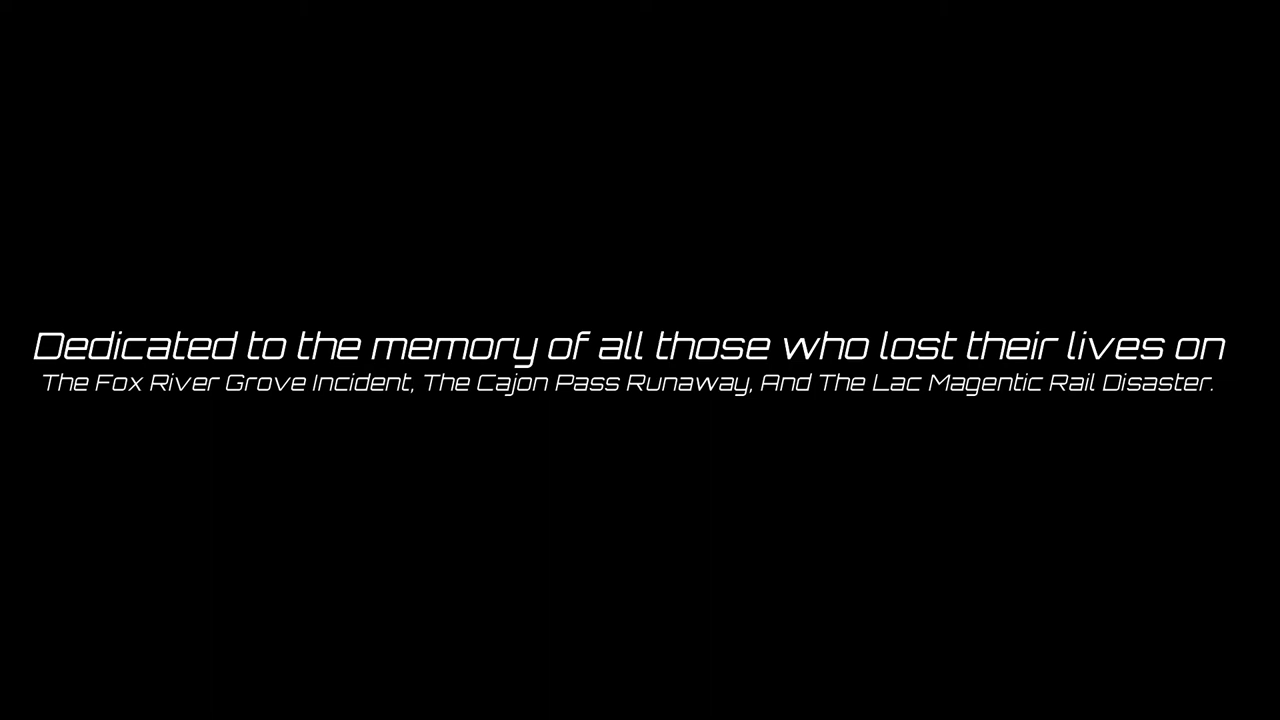 Dedicated to the memory of all those who lost their lives on
The Fox River Grove Incident, The Cajon Pass Runaway, And The Lac Magentic Rail Disaster.